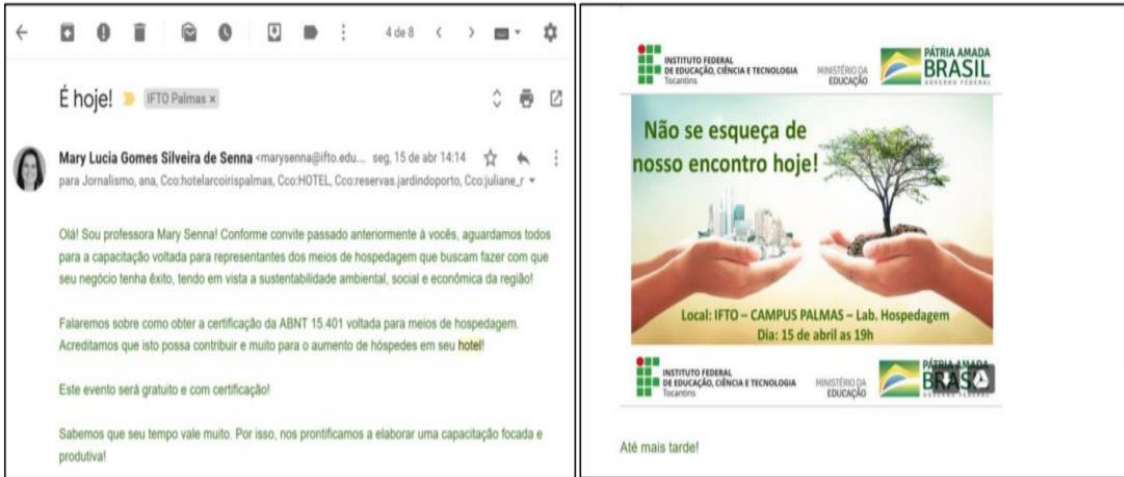 4 de 8
É hoje! IFTO Palmas x
Mary Lucia Gomes Silveira de Senna <marysenna@ifto.edu... seg, 15 de abr 14:14
para Jornalismo, ana, Cco:hotelarcoirispalmas, Cco:HOTEL, Cco:reservas.jardindoporto, Cco:juliane_r
Olá! Sou professora Mary Senna! Conforme convite passado anteriormente à vocês, aguardamos todos
para a capacitação voltada para representantes dos meios de hospedagem que buscam fazer com que
seu negócio tenha êxito, tendo em vista a sustentabilidade ambiental, social e econômica da região!
Falaremos sobre como obter a certificação da ABNT 15.401 voltada para meios de hospedagem.
Acreditamos que isto possa contribuir e muito para o aumento de hóspedes em seu hotel!
Este evento será gratuito e com certificação!
Sabemos que seu tempo vale muito. Por isso, nos prontificamos a elaborar uma capacitação focada e
produtiva!
INSTITUTO FEDERAL
DE EDUCAÇÃO, CIÊNCIA E TECNOLOGIA
Tocantins
MINISTÉRIO DA
EDUCAÇÃO
PÁTRIA AMADA
BRASIL
GOVERNO FEDERAL
Não se esqueça de
nosso encontro hoje!
Local: IFTO – CAMPUS PALMAS – Lab. Hospedagem
Dia: 15 de abril as 19h
INSTITUTO FEDERAL
DE EDUCAÇÃO, CIÊNCIA E TECNOLOGIA
Tocantins
MINISTÉRIO DA
EDUCAÇÃO
PÁTRIA AMADA
Até mais tarde!